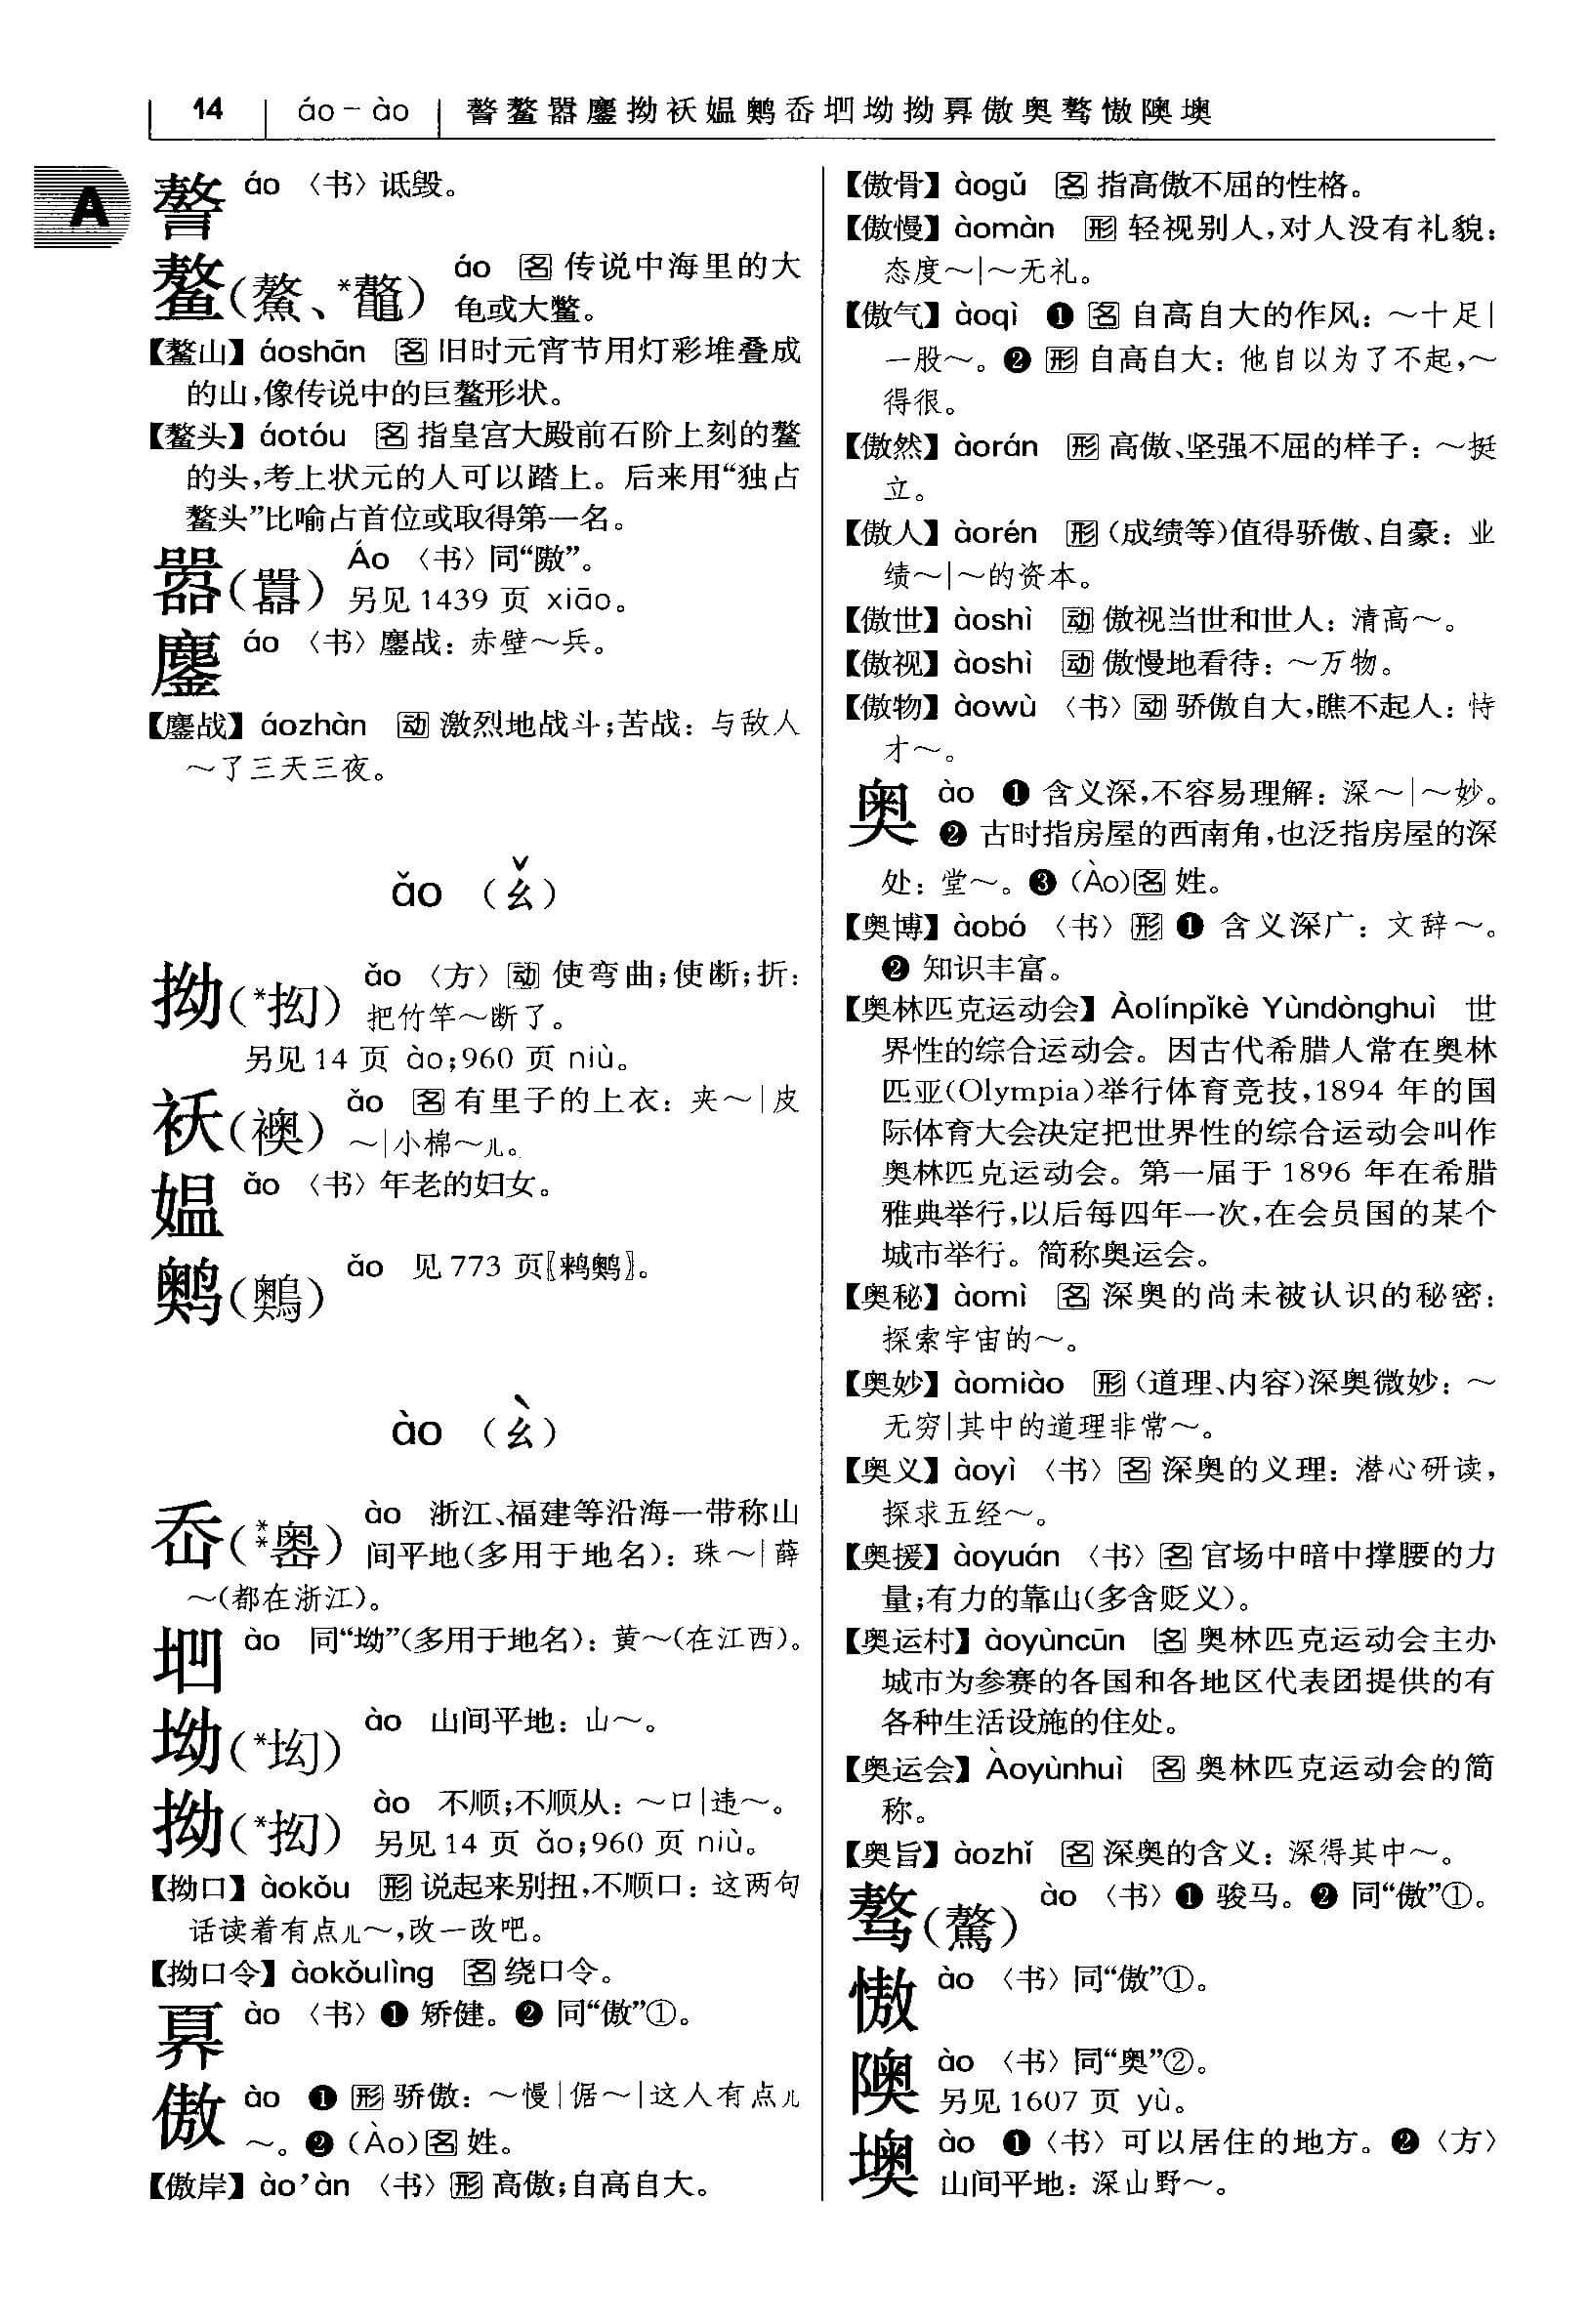 14 áo－ào 謷鳌嚣鏖拗袄媪鹦岙垇坳拗奡傲奥骜慠隩墺
A
謷 áo 〈书〉诋毁。
鳌（鰲、*鼇） áo 名 传说中海里的大
龟或大鳖。
【鳌山】áoshān 名 旧时元宵节用灯彩堆叠成
的山,像传说中的巨鳌形状。
【鳌头】áotóu 名 指皇宫大殿前石阶上刻的鳌
的头,考上状元的人可以踏上。后来用“独占
鳌头”比喻占首位或取得第一名。
嚣（囂） Áo 〈书〉同“隞”。
另见1439页 xiāo。
鏖 áo 〈书〉鏖战：赤壁～兵。
【鏖战】áozhàn 动 激烈地战斗;苦战：与敌人
～了三天三夜。
ǎo （ㄠˇ）
拗（*抝） ǎo 〈方〉动 使弯曲;使断;折：
把竹竿～断了。
另见14页 ào;960页 niù。
袄（襖） ǎo 名 有里子的上衣：夹～|皮
～|小棉～儿。
媪 ǎo 〈书〉年老的妇女。
䴈（鷔） ǎo 见773页〖鹲䴈〗。
ào （ㄠˋ）
岙（**嶴） ào 浙江、福建等沿海一带称山
间平地(多用于地名)：珠～|薛
～(都在浙江)。
垇 ào 同“坳”(多用于地名)：黄～(在江西)。
坳（*㘭） ào 山间平地：山～。
拗（*抝） ào 不顺;不顺从：～口|违～。
另见14页 ǎo;960页 niù。
【拗口】àokǒu 形 说起来别扭,不顺口：这两句
话读着有点儿～,改一改吧。
【拗口令】àokǒulìng 名 绕口令。
奡 ào 〈书〉❶ 矫健。❷ 同“傲”①。
傲 ào ❶ 形 骄傲：～慢|倨～|这人有点儿
～。❷ (Ào)名 姓。
【傲岸】ào’àn 〈书〉形 高傲;自高自大。
【傲骨】àogǔ 名 指高傲不屈的性格。
【傲慢】àomàn 形 轻视别人,对人没有礼貌：
态度～|～无礼。
【傲气】àoqì ❶ 名 自高自大的作风：～十足|
一股～。❷ 形 自高自大：他自以为了不起,～
得很。
【傲然】àorán 形 高傲、坚强不屈的样子：～挺
立。
【傲人】àorén 形 (成绩等)值得骄傲、自豪：业
绩～|～的资本。
【傲世】àoshì 动 傲视当世和世人：清高～。
【傲视】àoshì 动 傲慢地看待：～万物。
【傲物】àowù 〈书〉动 骄傲自大,瞧不起人：恃
才～。
奥 ào ❶ 含义深,不容易理解：深～|～妙。
❷ 古时指房屋的西南角,也泛指房屋的深
处：堂～。❸ (Ào)名 姓。
【奥博】àobó 〈书〉形 ❶ 含义深广：文辞～。
❷ 知识丰富。
【奥林匹克运动会】Àolínpǐkè Yùndònghuì 世
界性的综合运动会。因古代希腊人常在奥林
匹亚(Olympia)举行体育竞技,1894年的国
际体育大会决定把世界性的综合运动会叫作
奥林匹克运动会。第一届于1896年在希腊
雅典举行,以后每四年一次,在会员国的某个
城市举行。简称奥运会。
【奥秘】àomì 名 深奥的尚未被认识的秘密：
探索宇宙的～。
【奥妙】àomiào 形 (道理、内容)深奥微妙：～
无穷|其中的道理非常～。
【奥义】àoyì 〈书〉名 深奥的义理：潜心研读,
探求五经～。
【奥援】àoyuán 〈书〉名 官场中暗中撑腰的力
量;有力的靠山(多含贬义)。
【奥运村】àoyùncūn 名 奥林匹克运动会主办
城市为参赛的各国和各地区代表团提供的有
各种生活设施的住处。
【奥运会】Àoyùnhuì 名 奥林匹克运动会的简
称。
【奥旨】àozhǐ 名 深奥的含义：深得其中～。
骜（驁） ào 〈书〉❶ 骏马。❷ 同“傲”①。
慠 ào 〈书〉同“傲”①。
隩 ào 〈书〉同“奥”②。
另见1607页 yù。
墺 ào ❶〈书〉可以居住的地方。❷〈方〉
山间平地：深山野～。